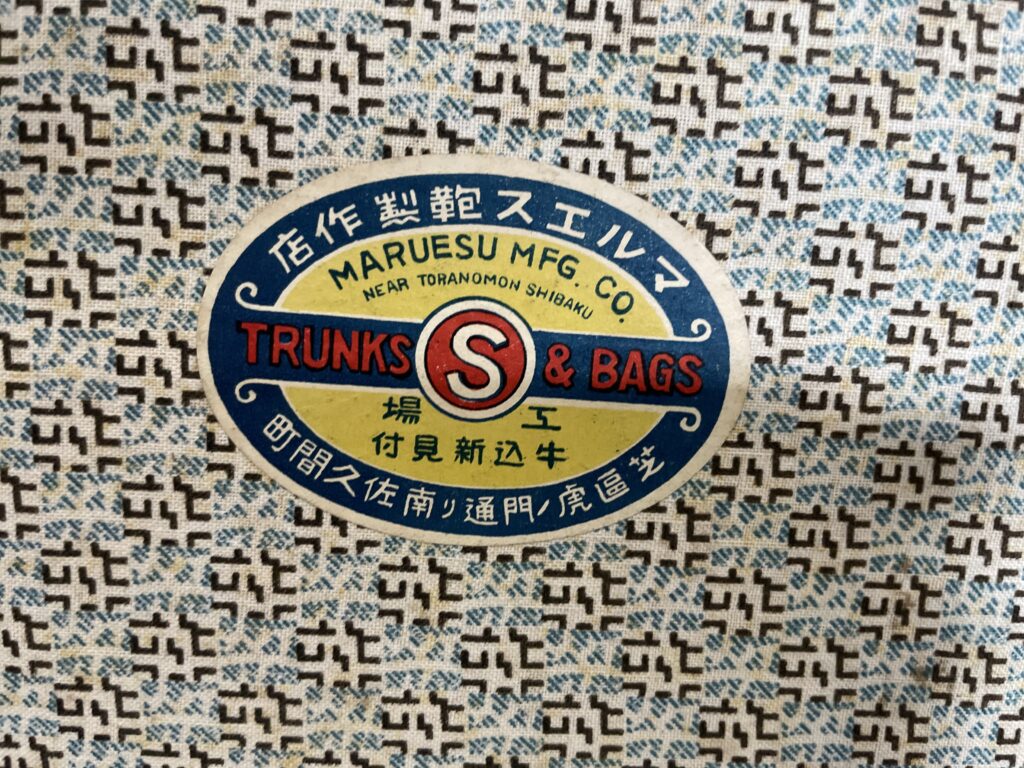 マルエス鞄製作店
MARUESU MFG. CO.
NEAR TORANOMON SHIBAKU
TRUNKS S & BAGS
工場
牛込新見付
芝區虎ノ門通リ南佐久間町